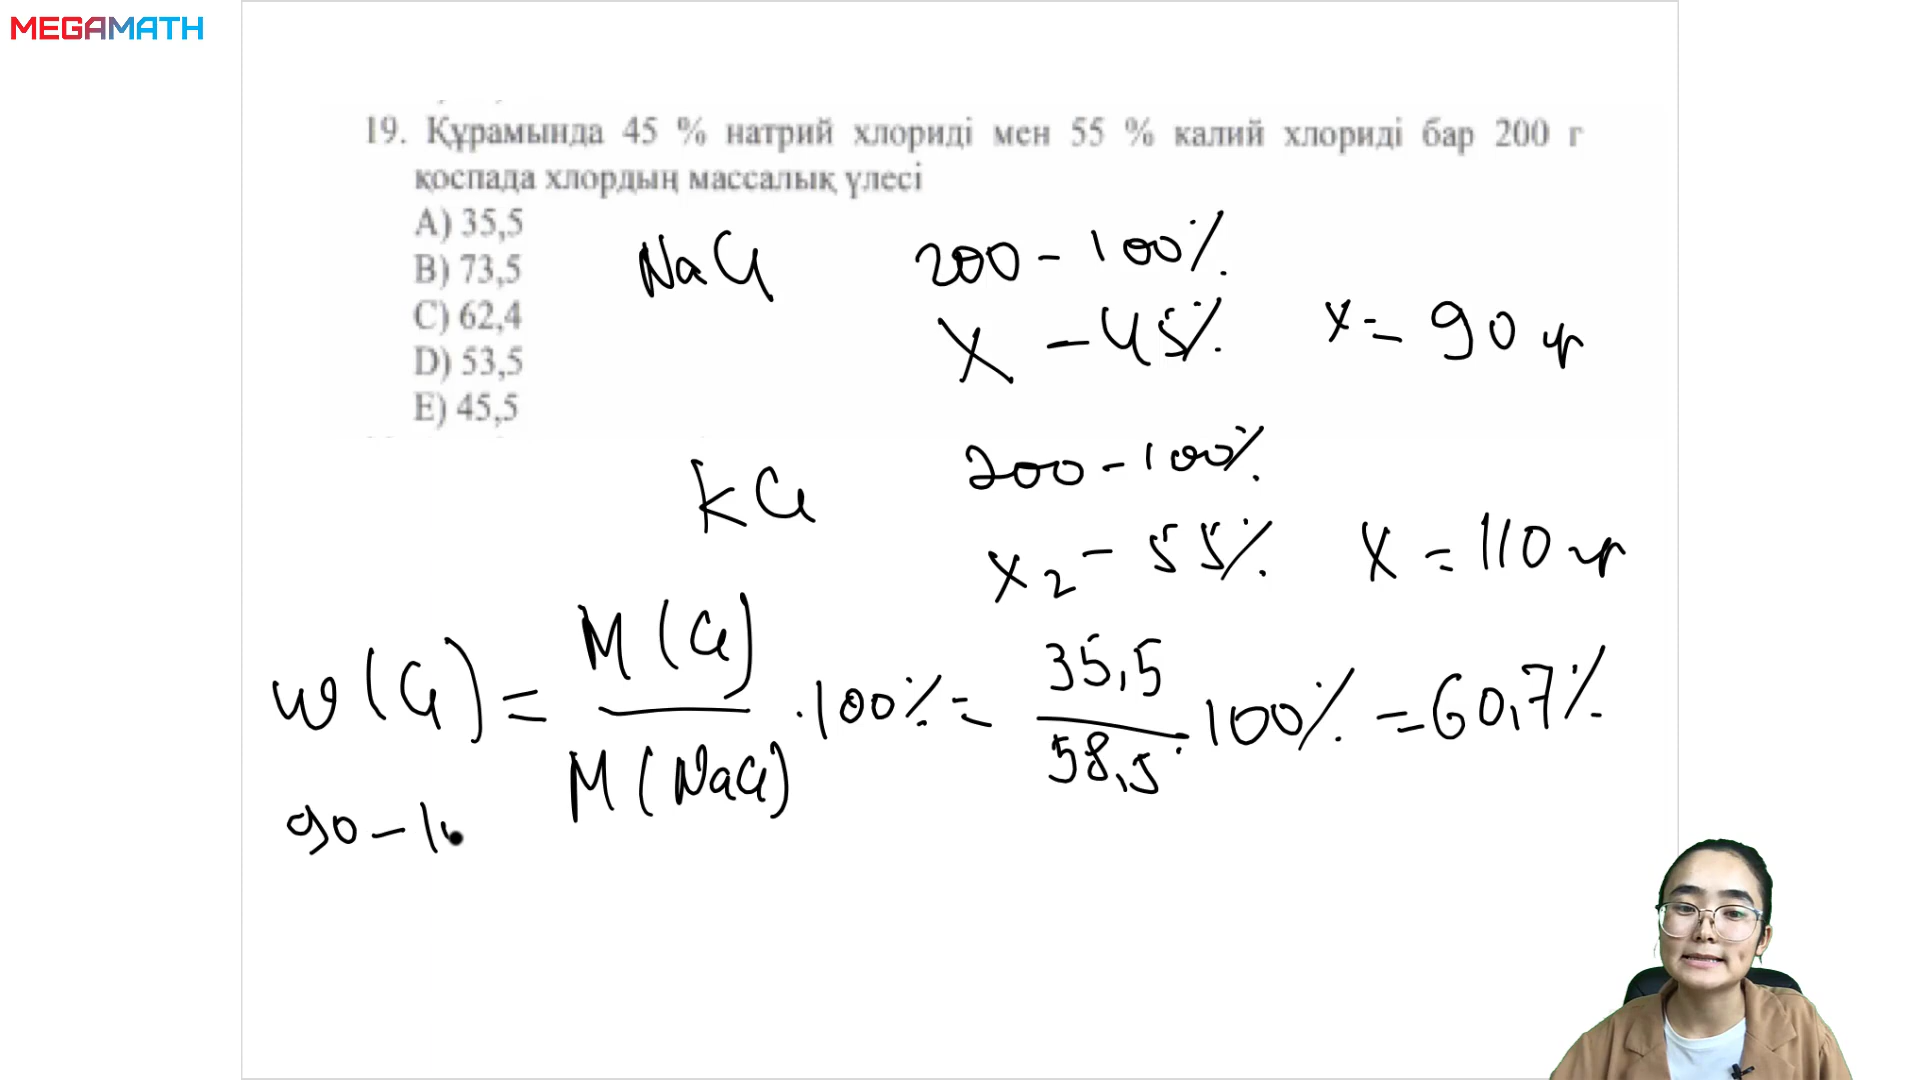 MEGAMATH
19. Құрамында 45 % натрий хлориді мен 55 % калий хлориді бар 200 г
қоспада хлордың массалық үлесі
A) 35,5
B) 73,5
C) 62,4
D) 53,5
E) 45,5
NaCl 200 - 100%
x - 45% x = 90 гр
KCl 200 - 100%
x2 - 55% x = 110 гр
w(Cl) = M(Cl) / M(NaCl) · 100% = 35,5 / 58,5 · 100% = 60,7%
90 - 1